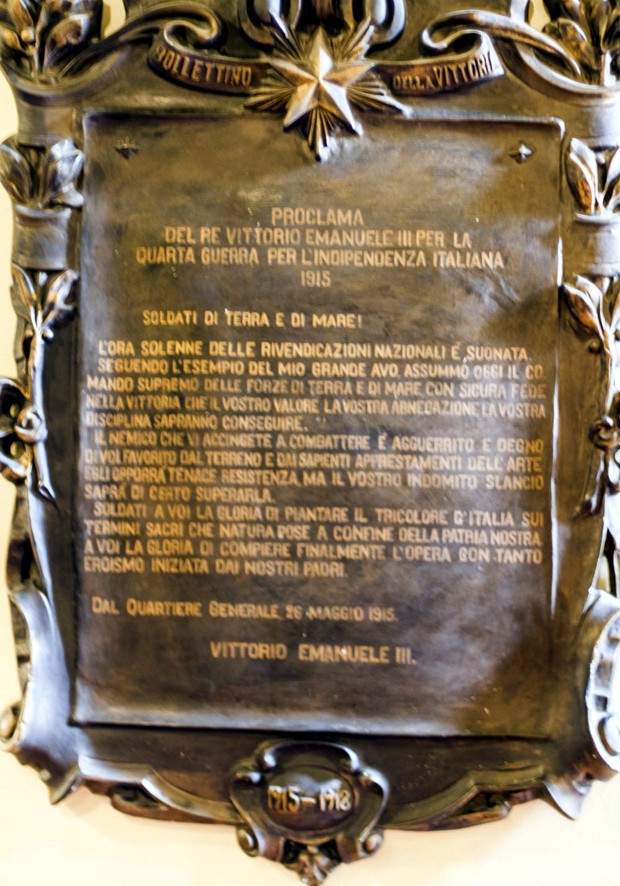 BOLLETTINO DELLA VITTORIA
PROCLAMA
DEL RE VITTORIO EMANUELE III PER LA
QUARTA GUERRA PER L'INDIPENDENZA ITALIANA
1915
SOLDATI DI TERRA E DI MARE!
L'ORA SOLENNE DELLE RIVENDICAZIONI NAZIONALI É SUONATA.
SEGUENDO L'ESEMPIO DEL MIO GRANDE AVO, ASSUMMO OGGI IL CO
MANDO SUPREMO DELLE FORZE DI TERRA E DI MARE, CON SICURA FEDE
NELLA VITTORIA CHE IL VOSTRO VALORE LA VOSTRA ABNEGAZIONE LA VOSTRA
DISCIPLINA SAPRANNO CONSEGUIRE.
IL NEMICO CHE VI ACCINGETE A COMBATTERE É AGGUERRITO E DEGNO
DI VOI FAVORITO DAL TERRENO E DAI SAPIENTI APPRESTAMENTI DELL'ARTE
EGLI OPPORRÁ TENACE RESISTENZA, MA IL VOSTRO INDOMITO SLANCIO
SAPRÁ DI CERTO SUPERARLA.
SOLDATI A VOI LA GLORIA DI PIANTARE IL TRICOLORE D'ITALIA SUI
TERMINI SACRI CHE NATURA POSE A CONFINE DELLA PATRIA NOSTRA
A VOI LA GLORIA DI COMPIERE FINALMENTE L'OPERA CON TANTO
EROISMO INIZIATA DAI NOSTRI PADRI.
DAL QUARTIERE GENERALE, 26 MAGGIO 1915.
VITTORIO EMANUELE III.
1915-1918